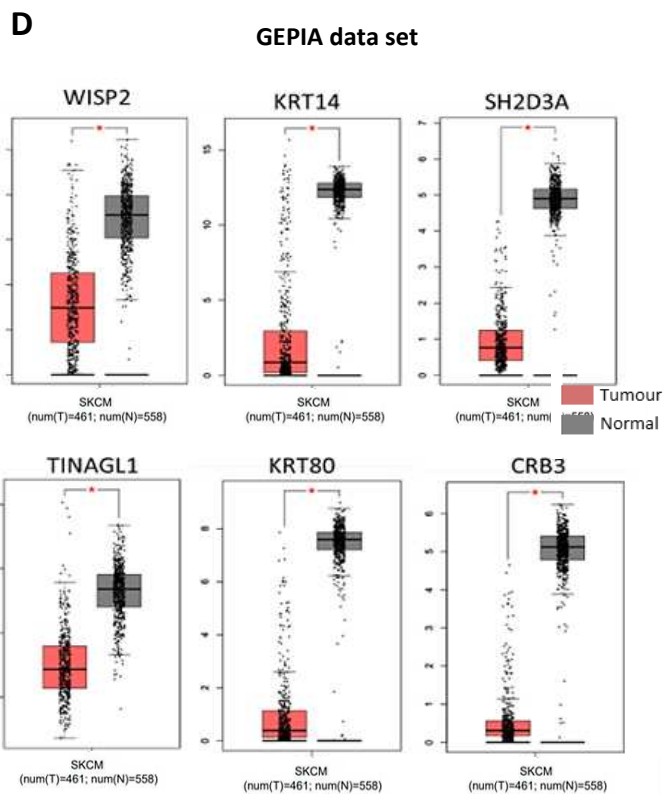 D
GEPIA data set
WISP2
KRT14
SH2D3A
15
10
5
0
7
6
5
4
3
2
1
0
*
*
*
SKCM
(num(T)=461; num(N)=558)
SKCM
(num(T)=461; num(N)=558)
SKCM
(num(T)=461; num(
Tumour
Normal
TINAGL1
KRT80
CRB3
*
*
*
8
6
4
2
0
6
5
4
3
2
1
0
SKCM
(num(T)=461; num(N)=558)
SKCM
(num(T)=461; num(N)=558)
SKCM
(num(T)=461; num(N)=558)